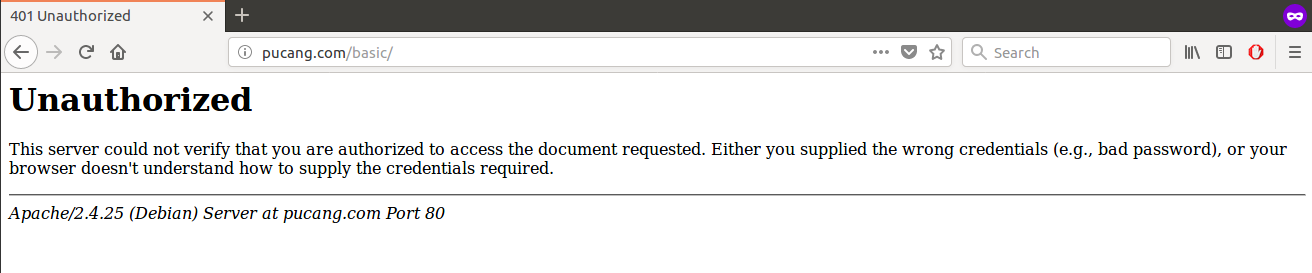 401 Unauthorized
pucang.com/basic/
Search
Unauthorized
This server could not verify that you are authorized to access the document requested. Either you supplied the wrong credentials (e.g., bad password), or your
browser doesn't understand how to supply the credentials required.
Apache/2.4.25 (Debian) Server at pucang.com Port 80